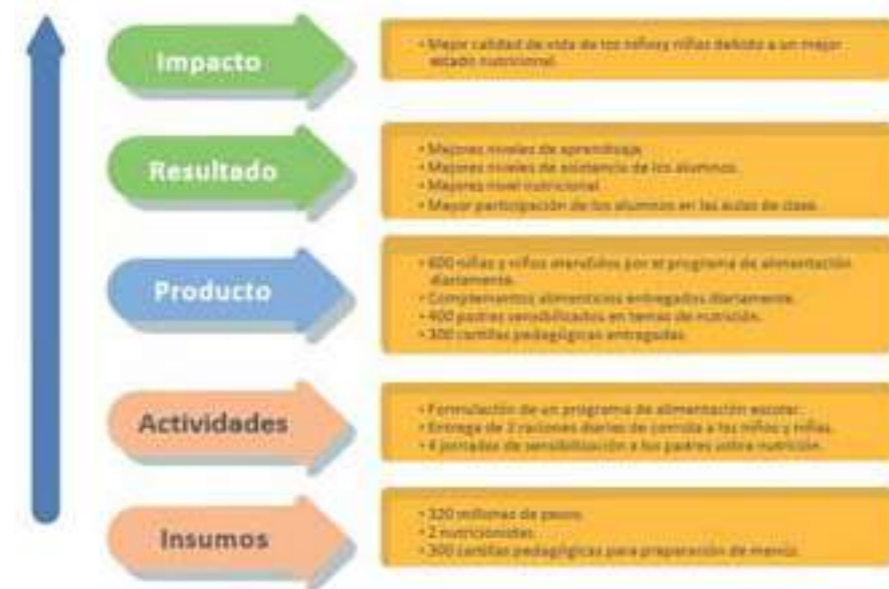 Impacto
• Mejor calidad de vida de los niños y niñas debido a un mejor
estado nutricional.
Resultado
• Mejores niveles de aprendizaje
• Mejores niveles de asistencia de los alumnos.
• Mejores nivel nutricional
• Mayor participación de los alumnos en las aulas de clase.
Producto
niñas y niños atendidos por el programa de alimentación
diariamente.
• Complementos alimenticios entregados diariamente.
• 400 padres sensibilizados en temas de nutrición.
• 300 cartillas pedagógicas entregadas.
Actividades
• Formulación de un programa de alimentación escolar.
• Entrega de 2 raciones diarias de comida a los niños y niñas.
• 4 jornadas de sensibilización a los padres sobre nutrición.
Insumos
• 320 millones de pesos
• 2 nutricionistas
• 300 cartillas pedagógicas para preparación de menús.